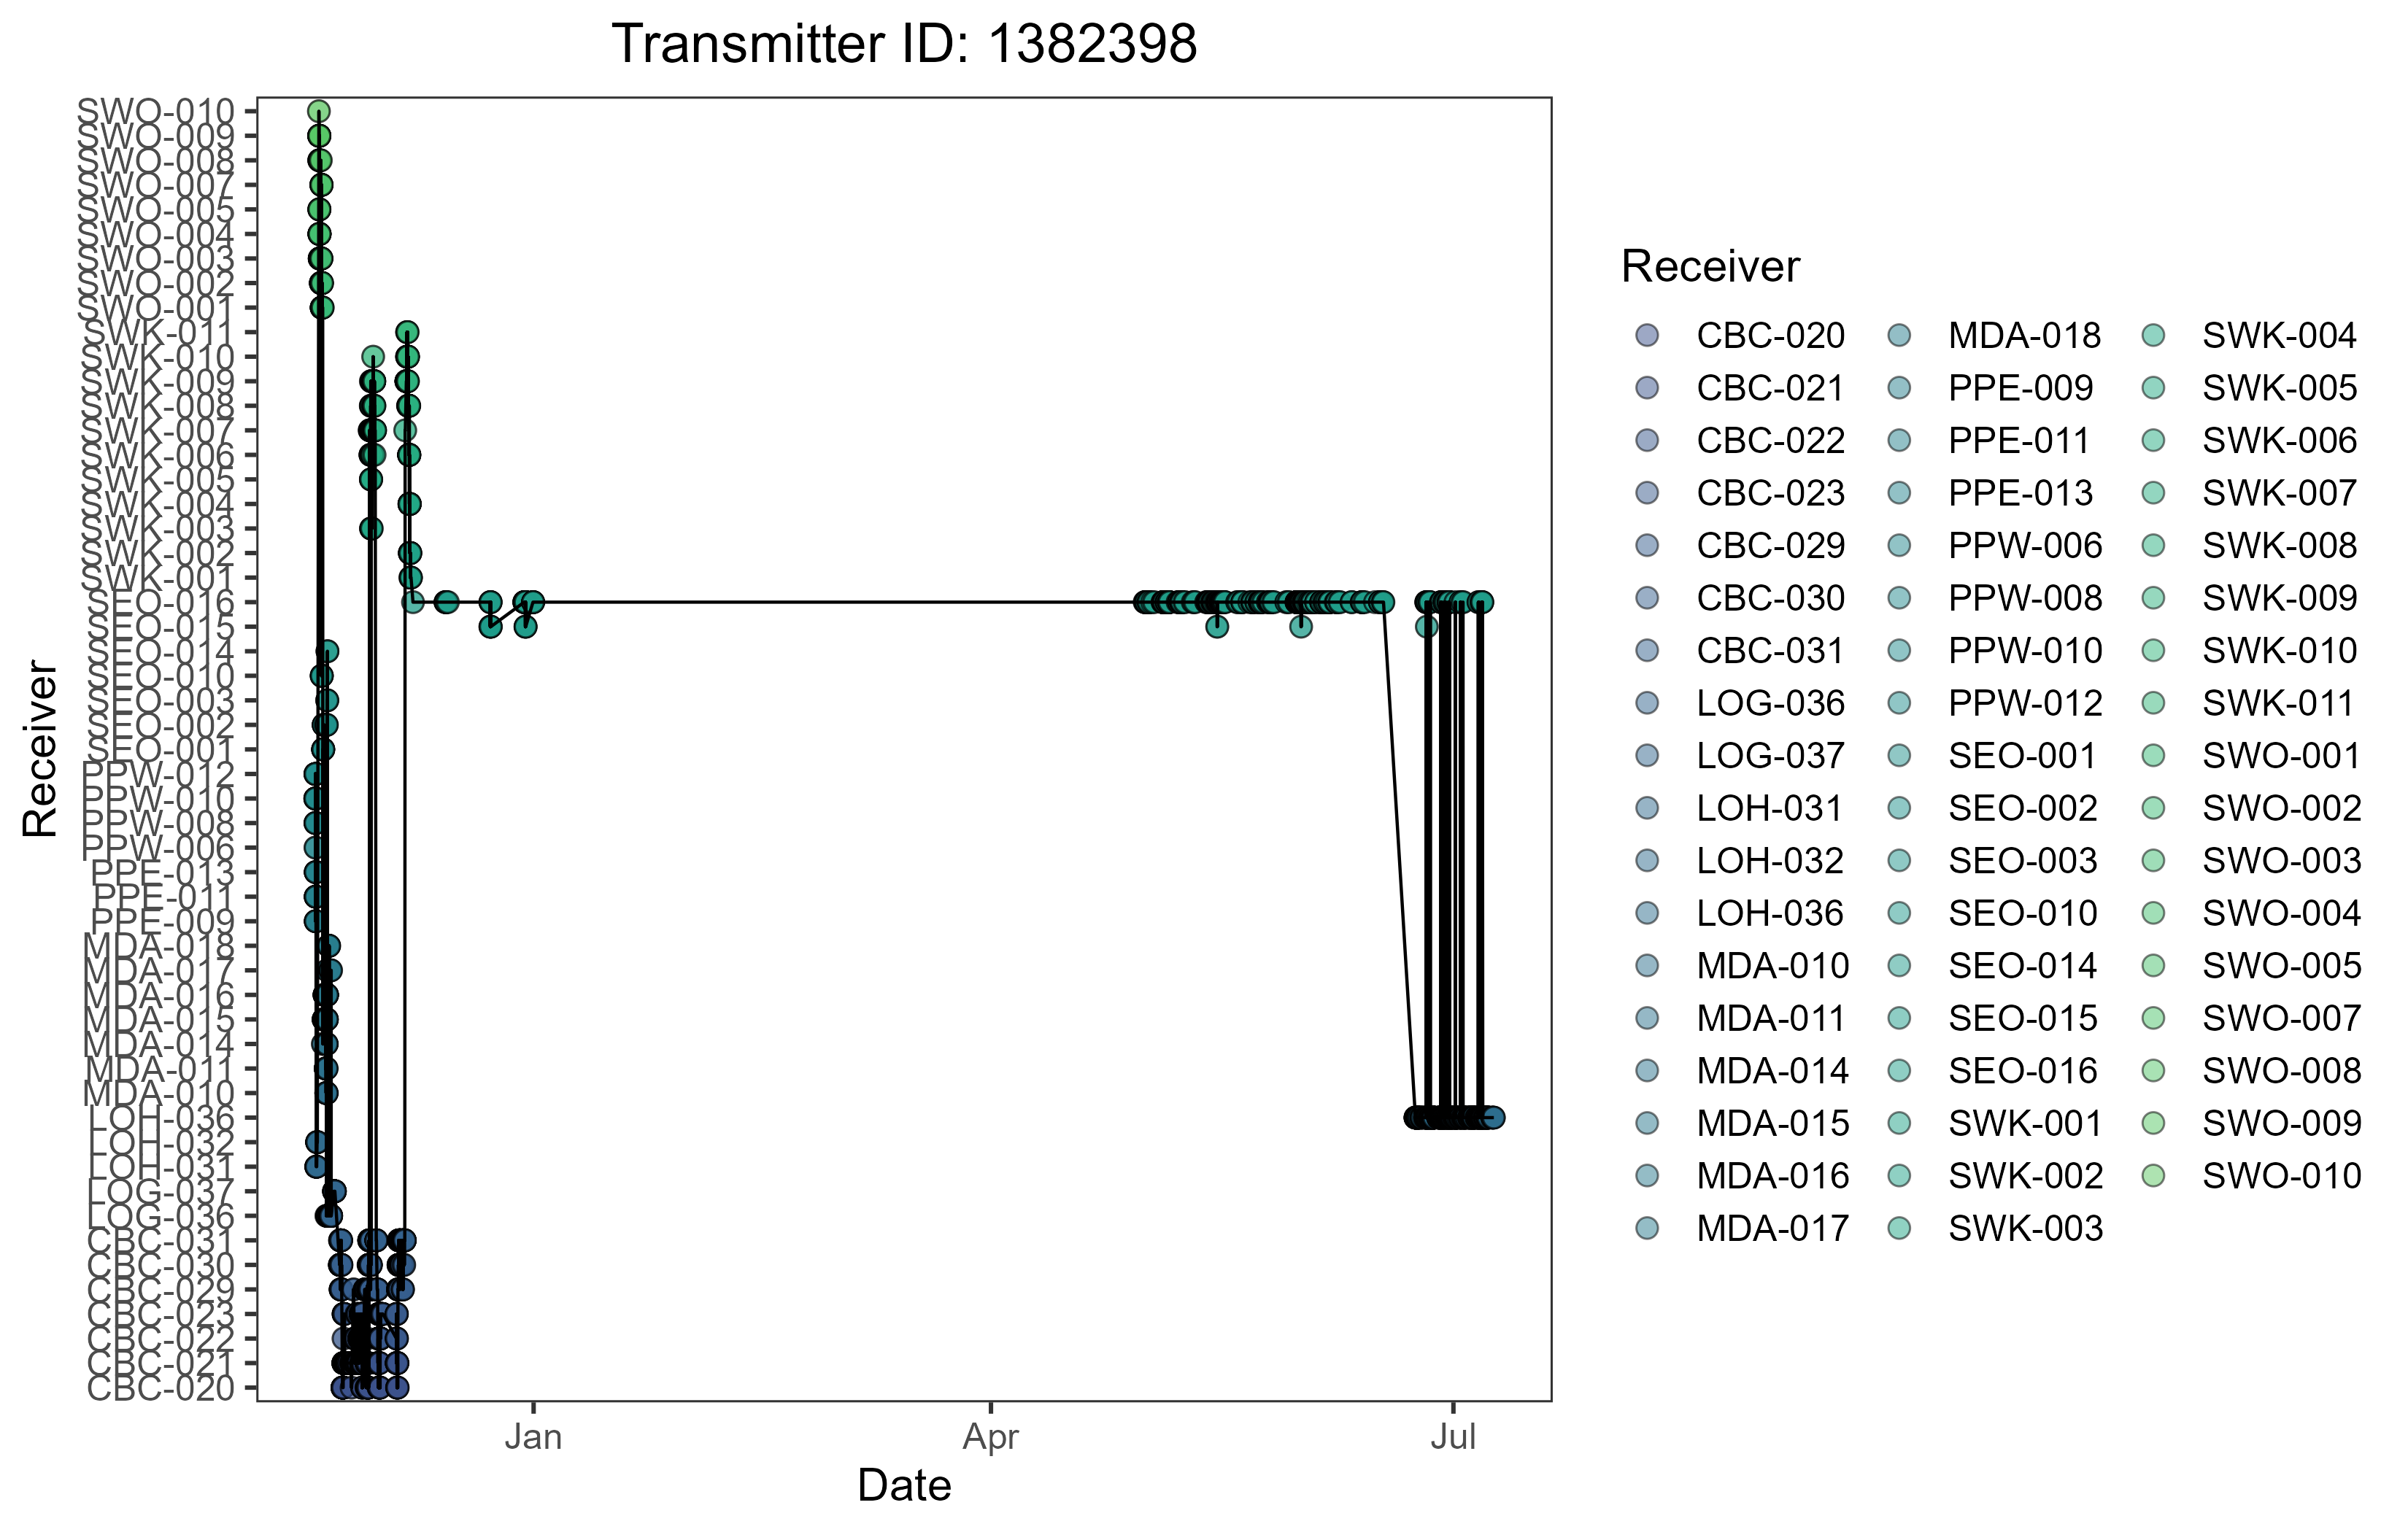 Transmitter ID: 1382398
Receiver
SWO-010
SWO-009
SWO-008
SWO-007
SWO-005
SWO-004
SWO-003
SWO-002
SWO-001
SWK-011
SWK-010
SWK-009
SWK-008
SWK-007
SWK-006
SWK-005
SWK-004
SWK-003
SWK-002
SWK-001
SEO-016
SEO-015
SEO-014
SEO-010
SEO-003
SEO-002
SEO-001
PPW-012
PPW-010
PPW-008
PPW-006
PPE-013
PPE-011
PPE-009
MDA-018
MDA-017
MDA-016
MDA-015
MDA-014
MDA-011
MDA-010
LOH-036
LOH-032
LOH-031
LOG-037
LOG-036
CBC-031
CBC-030
CBC-029
CBC-023
CBC-022
CBC-021
CBC-020
Jan Apr Jul
Date
Receiver
CBC-020 MDA-018 SWK-004
CBC-021 PPE-009 SWK-005
CBC-022 PPE-011 SWK-006
CBC-023 PPE-013 SWK-007
CBC-029 PPW-006 SWK-008
CBC-030 PPW-008 SWK-009
CBC-031 PPW-010 SWK-010
LOG-036 PPW-012 SWK-011
LOG-037 SEO-001 SWO-001
LOH-031 SEO-002 SWO-002
LOH-032 SEO-003 SWO-003
LOH-036 SEO-010 SWO-004
MDA-010 SEO-014 SWO-005
MDA-011 SEO-015 SWO-007
MDA-014 SEO-016 SWO-008
MDA-015 SWK-001 SWO-009
MDA-016 SWK-002 SWO-010
MDA-017 SWK-003